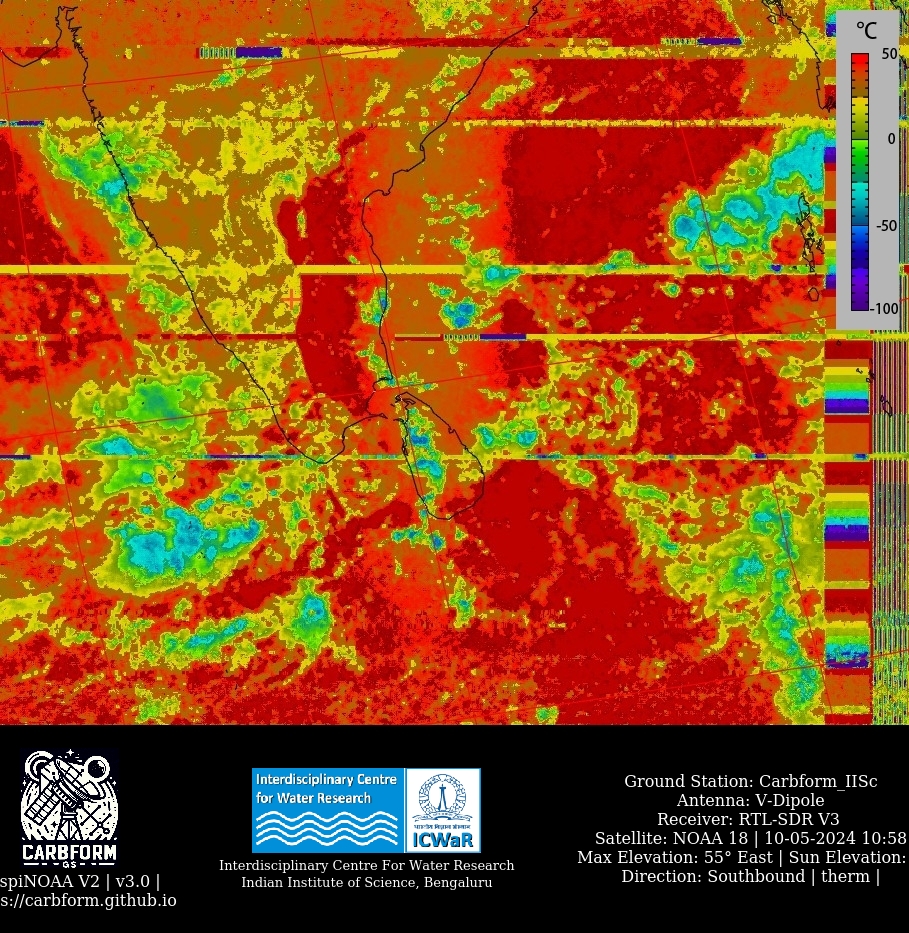 °C
50
0
-50
-100
CARBFORM
GS
spiNOAA V2 | v3.0 |
s://carbform.github.io
Interdisciplinary Centre
for Water Research
ICWaR
Interdisciplinary Centre For Water Research
Indian Institute of Science, Bengaluru
Ground Station: Carbform_IISc
Antenna: V-Dipole
Receiver: RTL-SDR V3
Satellite: NOAA 18 | 10-05-2024 10:58
Max Elevation: 55° East | Sun Elevation:
Direction: Southbound | therm |